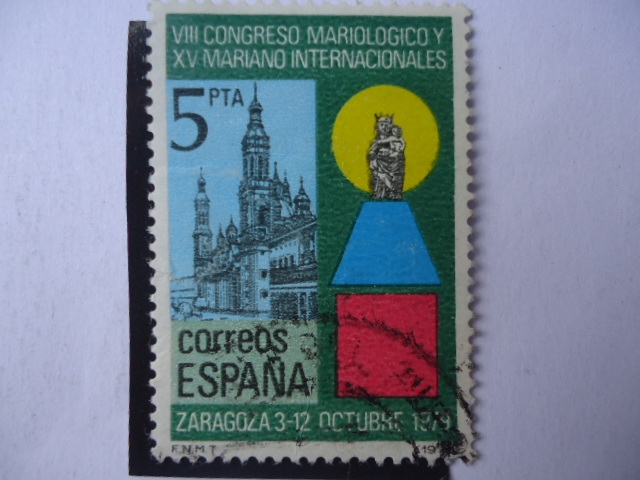 VIII CONGRESO MARIOLOGICO Y
XV MARIANO INTERNACIONALES
5 PTA
correos
ESPAÑA
ZARAGOZA 3-12 OCTUBRE 1979
F.N.M.T